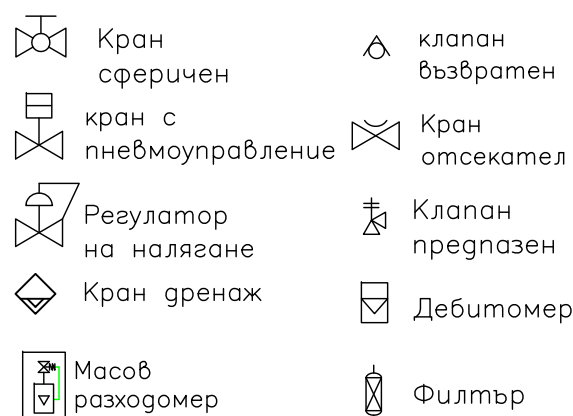 Кран
сферичен
кран с
пневмоуправление
Регулатор
на налягане
Кран дренаж
Масов
разходомер
клапан
възвратен
Кран
отсекател
Клапан
предпазен
Дебитомер
Филтър